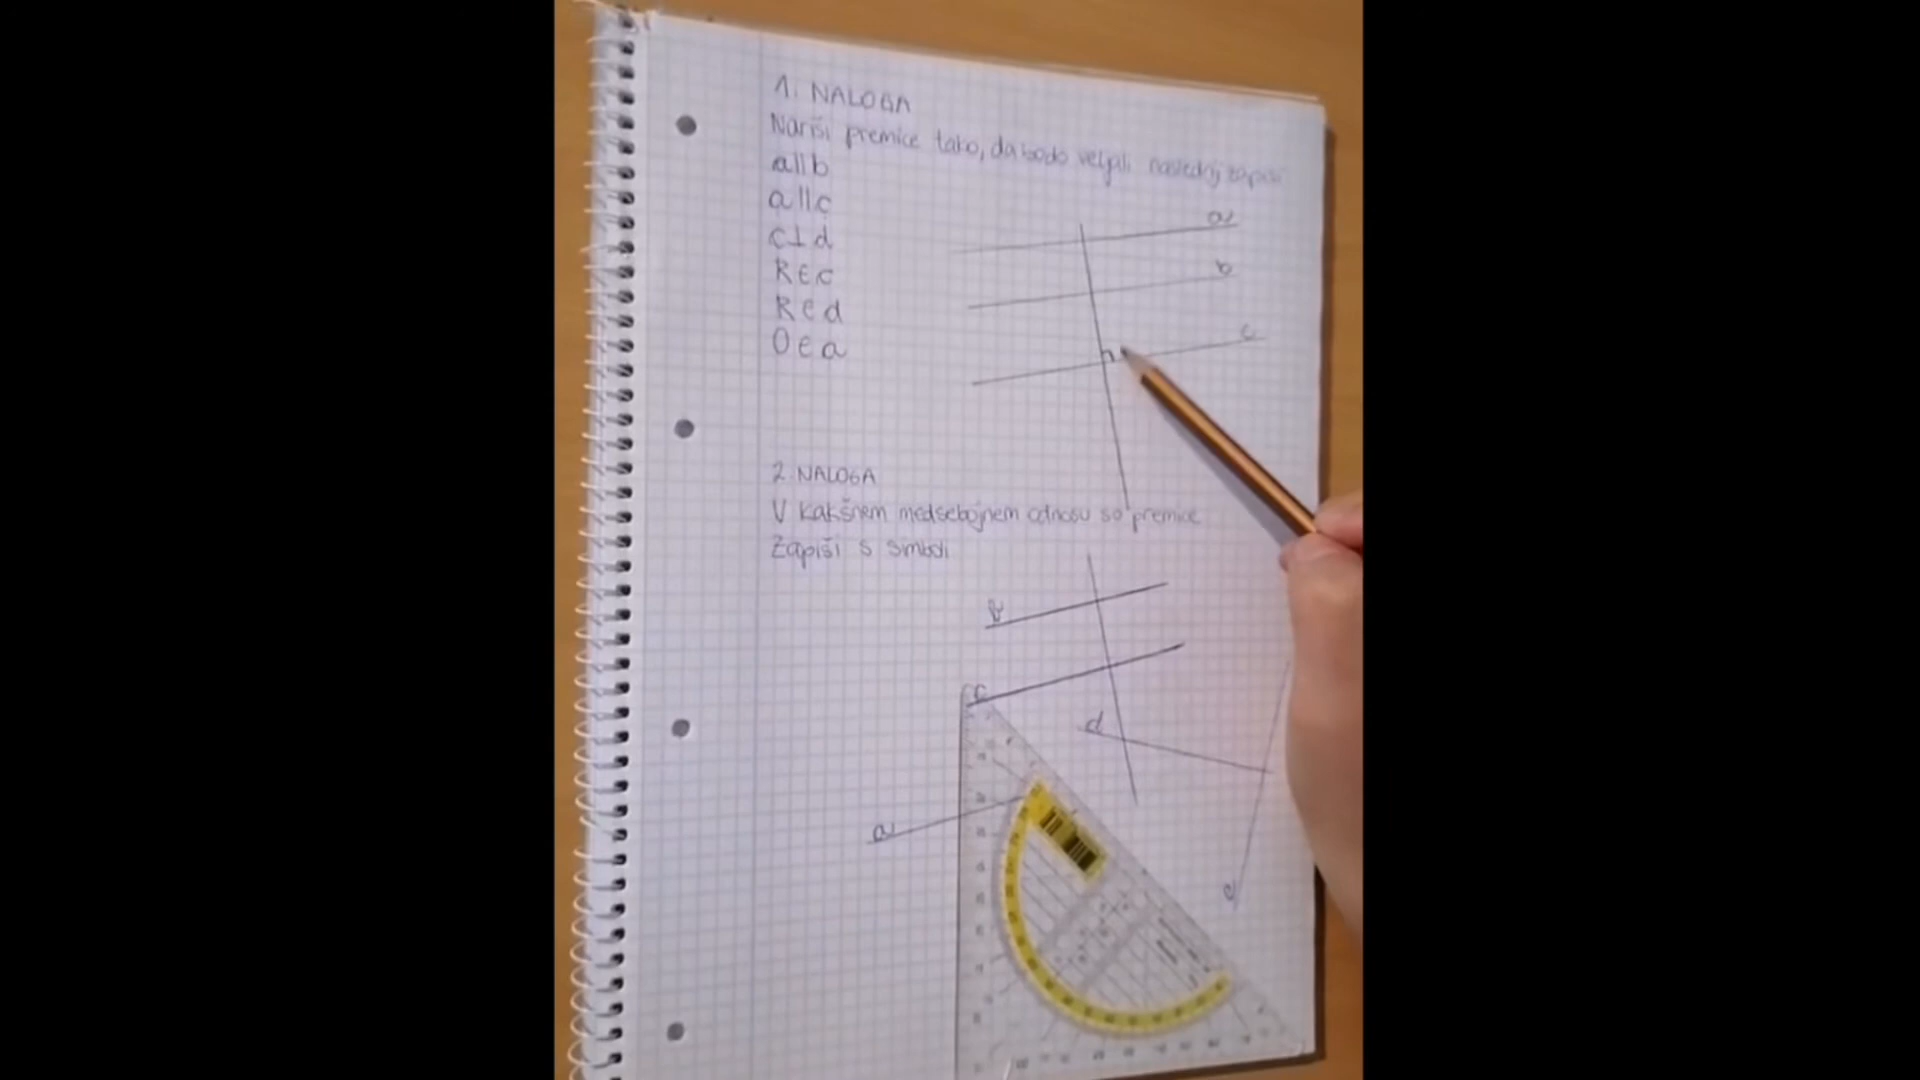 1. NALOGA
Nariši premice tako, da bodo veljali naslednji zapisi
a||b
a||c
c⊥d
R∈c
R∈d
O∈a
a
b
c
2. NALOGA
V kakšnem medsebojnem odnosu so premice
Zapiši s simboli
b
c
d
a
e